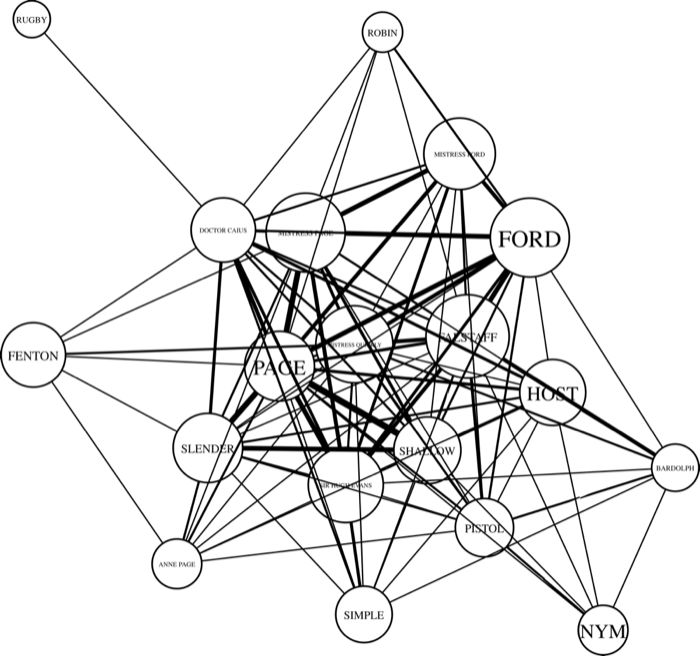 RUGBY
ROBIN
MISTRESS FORD
DOCTOR CAIUS
MISTRESS PAGE
FORD
FALSTAFF
MISTRESS QUICKLY
FENTON
PAGE
HOST
SLENDER
SHALLOW
BARDOLPH
SIR HUGH EVANS
PISTOL
ANNE PAGE
SIMPLE
NYM